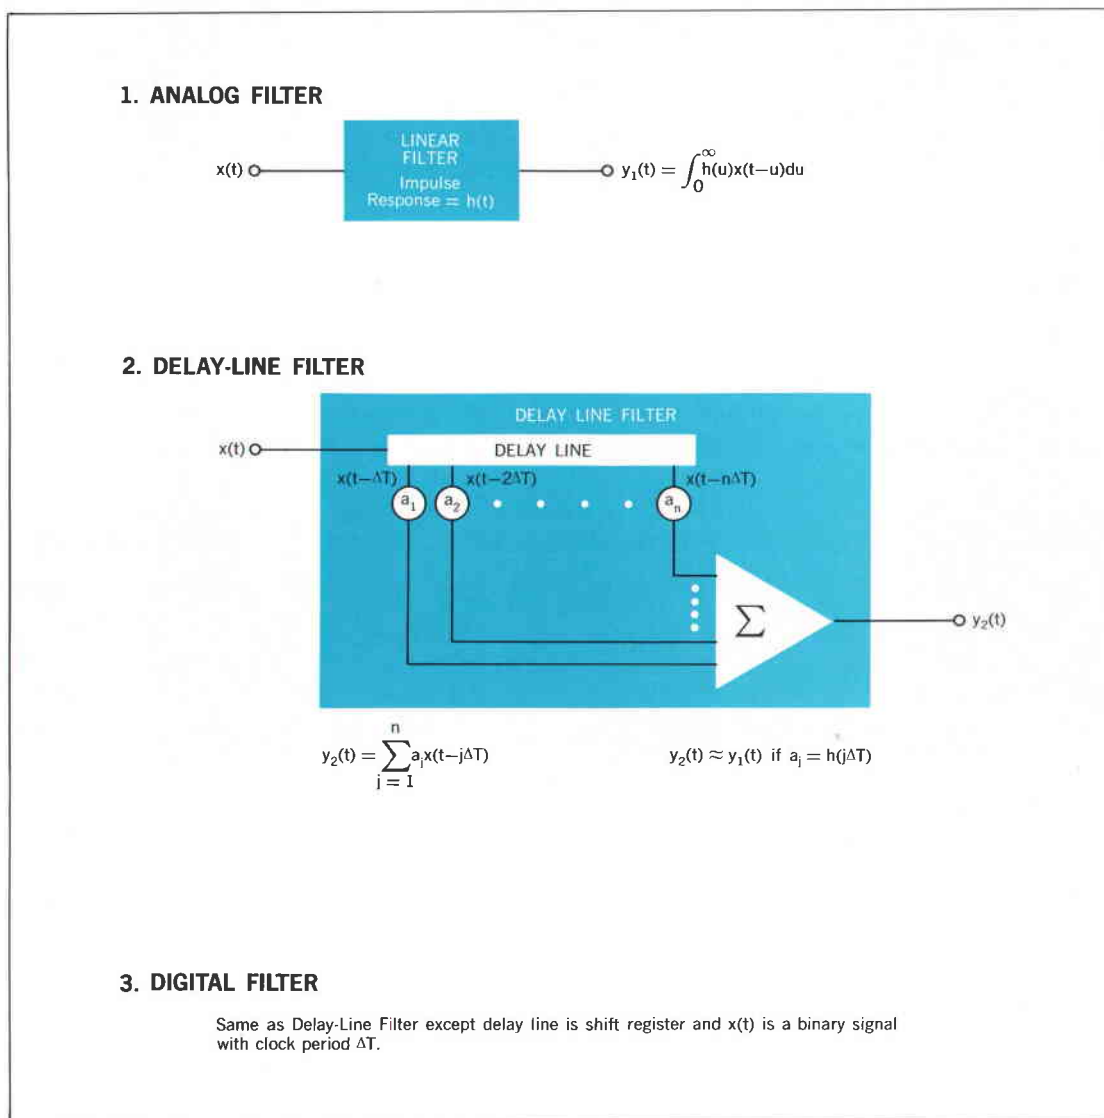 1. ANALOG FILTER
x(t)
LINEAR
FILTER
Impulse
Response = h(t)
y₁(t) = ∫₀^∞ h(u)x(t−u)du
2. DELAY-LINE FILTER
DELAY LINE FILTER
x(t)
DELAY LINE
x(t−ΔT) x(t−2ΔT) x(t−nΔT)
a₁ a₂ aₙ
Σ
y₂(t)
y₂(t) = Σ_{j = 1}^{n} aⱼx(t−jΔT) y₂(t) ≈ y₁(t) if aⱼ = h(jΔT)
3. DIGITAL FILTER
Same as Delay-Line Filter except delay line is shift register and x(t) is a binary signal
with clock period ΔT.